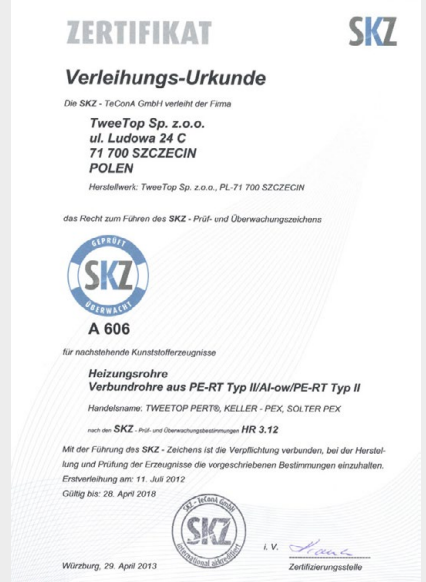 ZERTIFIKAT
SKZ
Verleihungs-Urkunde
Die SKZ - TeConA GmbH verleiht der Firma
TweeTop Sp. z.o.o.
ul. Ludowa 24 C
71 700 SZCZECIN
POLEN
Herstellwerk: TweeTop Sp. z.o.o., PL-71 700 SZCZECIN
das Recht zum Führen des SKZ - Prüf- und Überwachungszeichens
GEPRÜFT
SKZ
ÜBERWACHT
A 606
für nachstehende Kunststofferzeugnisse
Heizungsrohre
Verbundrohre aus PE-RT Typ II/Al-ow/PE-RT Typ II
Handelsname: TWEETOP PERT®, KELLER - PEX, SOLTER PEX
nach den SKZ - Prüf- und Überwachungsbestimmungen HR 3.12
Mit der Führung des SKZ - Zeichens ist die Verpflichtung verbunden, bei der Herstel-
lung und Prüfung der Erzeugnisse die vorgeschriebenen Bestimmungen einzuhalten.
Erstverleihung am: 11. Juli 2012
Gültig bis: 28. April 2018
SKZ - TeConA GmbH
SKZ
international akkreditiert
i. V.
Würzburg, 29. April 2013
Zertifizierungsstelle